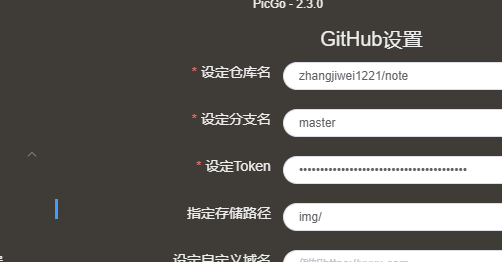 PicGo - 2.3.0
GitHub设置
* 设定仓库名 zhangjiwei1221/note
* 设定分支名 master
* 设定Token ••••••••••••••••••••••••••••••••••••••••
指定存储路径 img/
设定自定义域名